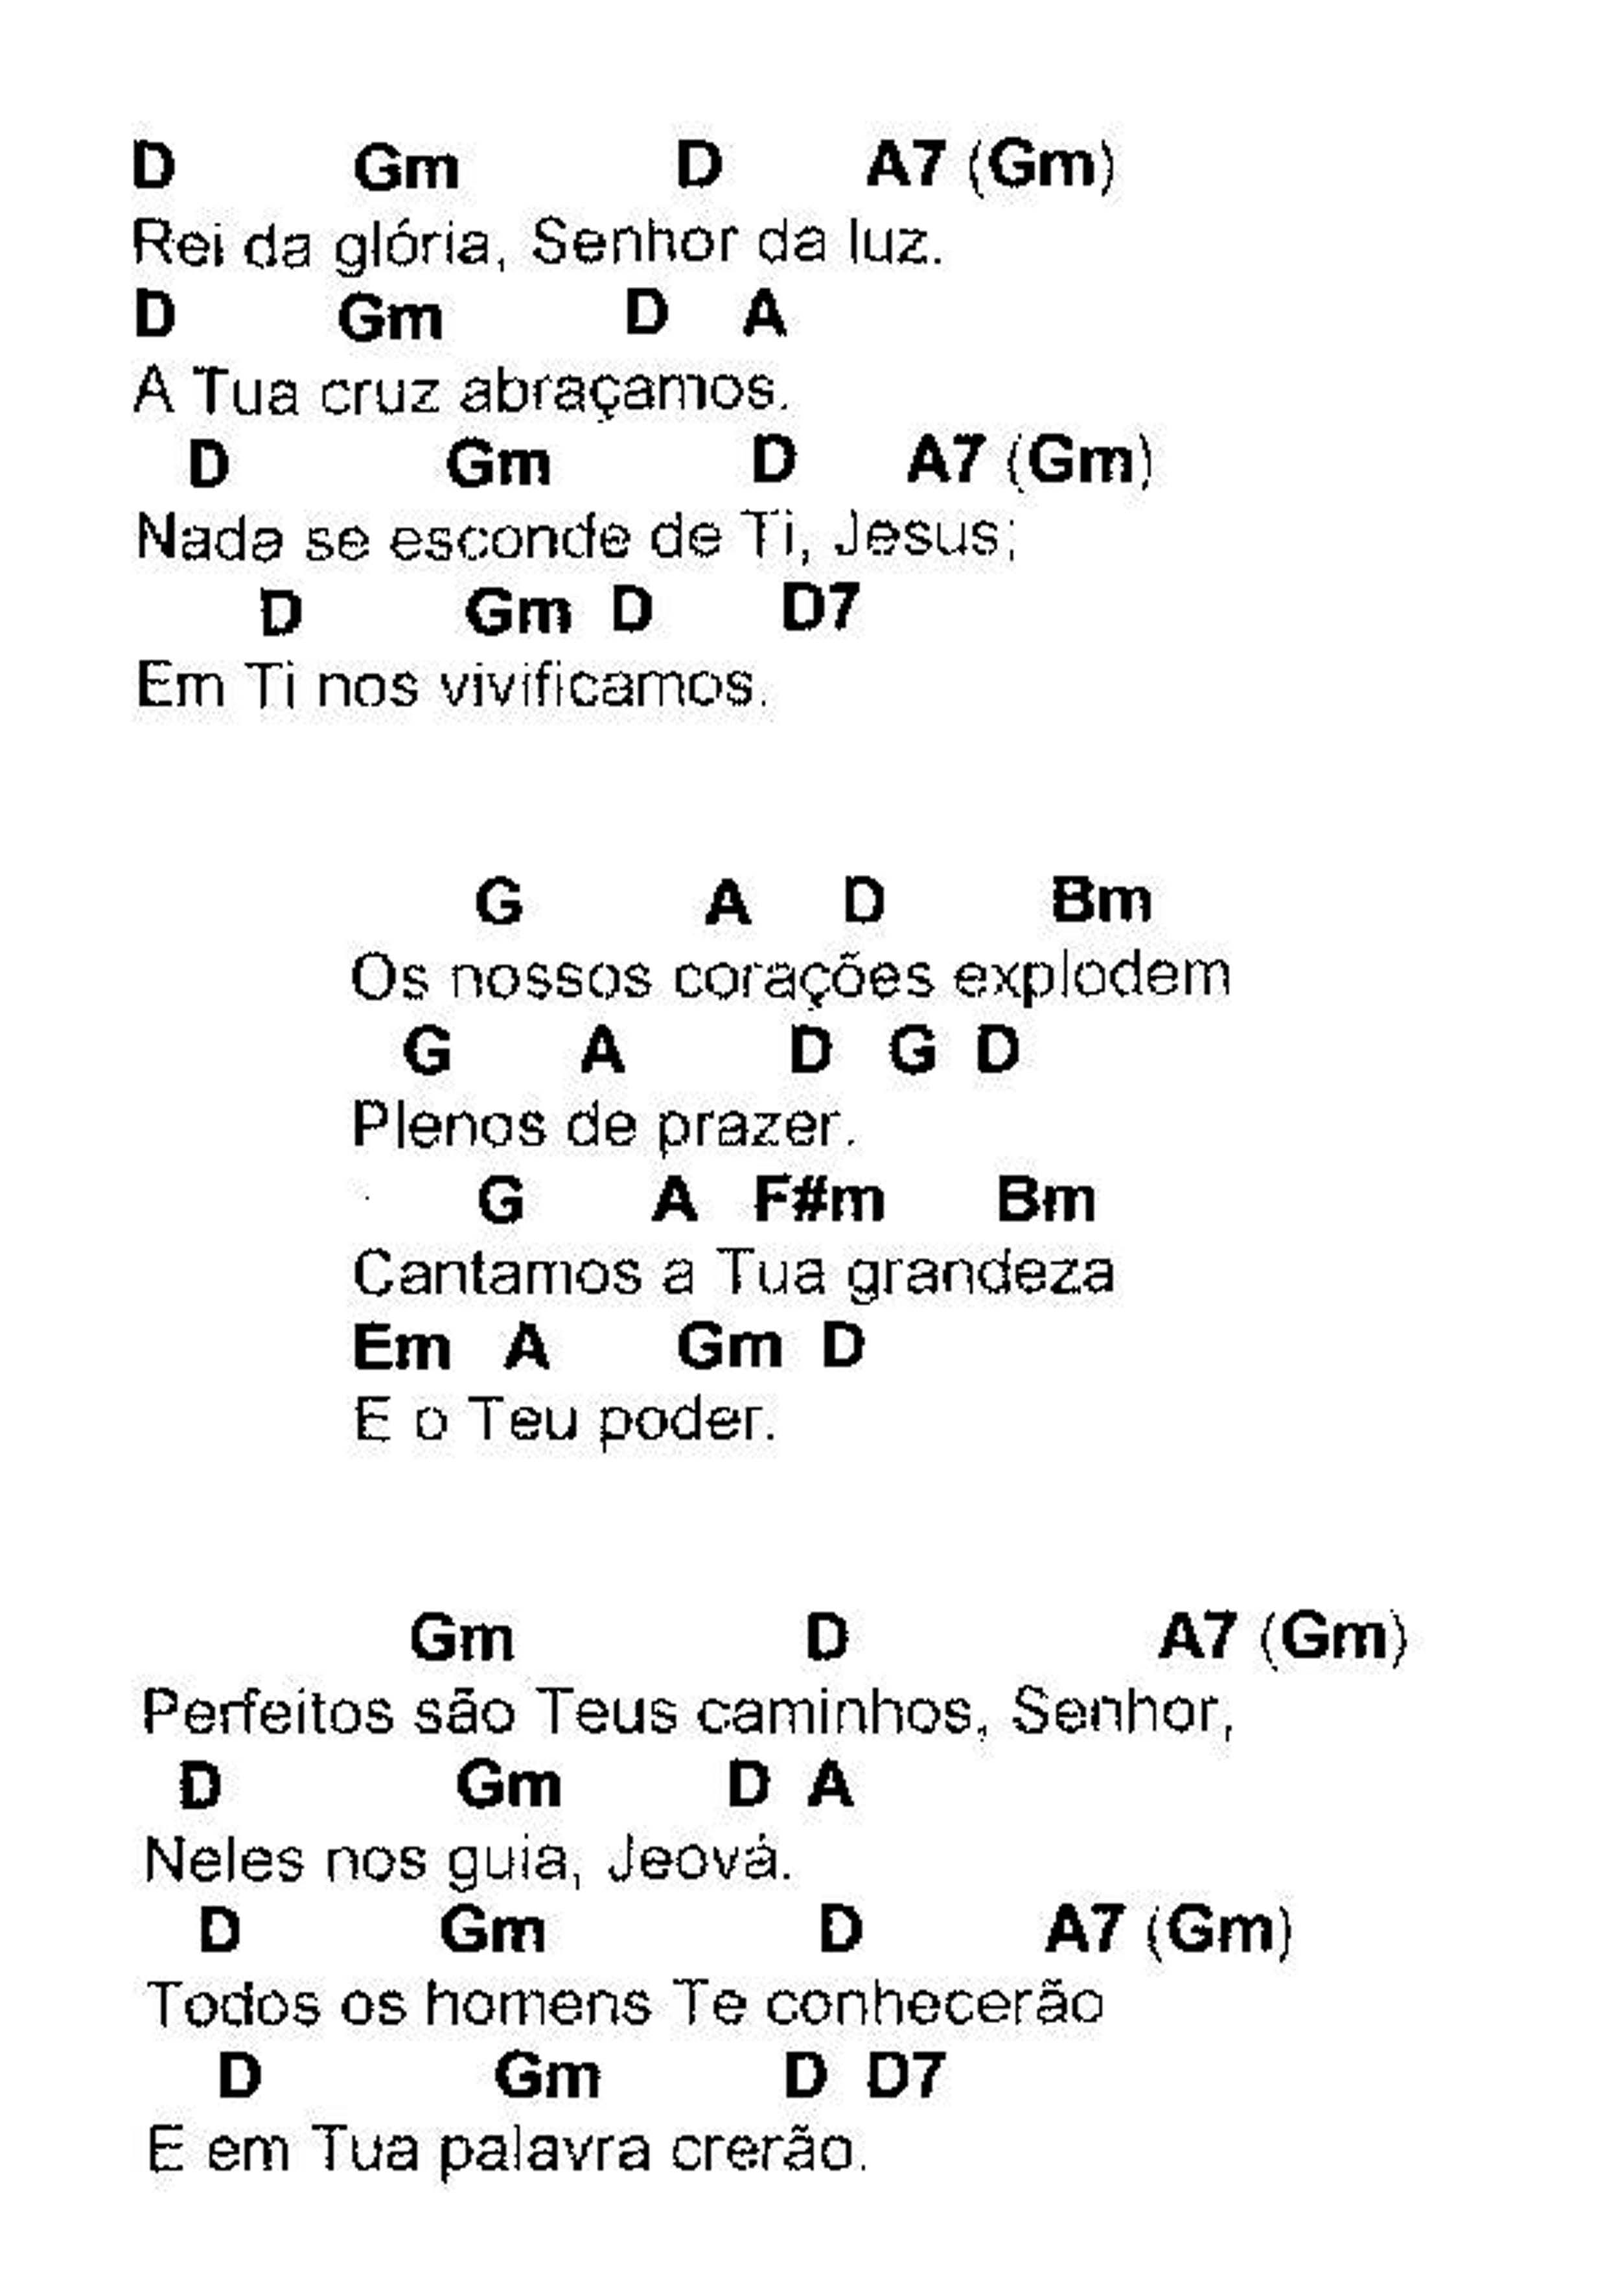 D Gm D A7 (Gm)
Rei da glória, Senhor da luz.
D Gm D A
A Tua cruz abraçamos.
D Gm D A7 (Gm)
Nada se esconde de Ti, Jesus;
D Gm D D7
Em Ti nos vivificamos.
G A D Bm
Os nossos corações explodem
G A D G D
Plenos de prazer.
G A F#m Bm
Cantamos a Tua grandeza
Em A Gm D
E o Teu poder.
Gm D A7 (Gm)
Perfeitos são Teus caminhos, Senhor,
D Gm D A
Neles nos guia, Jeová.
D Gm D A7 (Gm)
Todos os homens Te conhecerão
D Gm D D7
E em Tua palavra crerão.